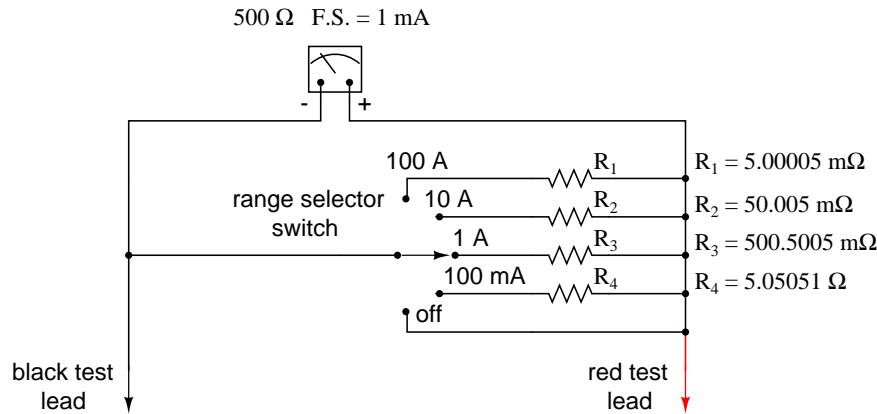 500 Ω F.S. = 1 mA
- +
100 A
R1
R1 = 5.00005 mΩ
range selector
switch
10 A
R2
R2 = 50.005 mΩ
1 A
R3
R3 = 500.5005 mΩ
100 mA
R4
R4 = 5.05051 Ω
off
black test
lead
red test
lead